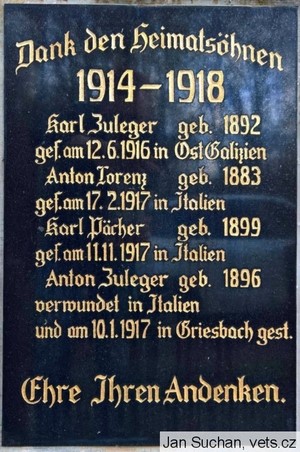 Dank den Heimatsöhnen
1914-1918
Karl Zuleger geb. 1892
gef. am 12.6.1916 in Ost Galizien
Anton Lorenz geb. 1883
gef. am 17.2.1917 in Italien
Karl Pächer geb. 1899
gef. am 11.11.1917 in Italien
Anton Zuleger geb. 1896
verwundet in Italien
und am 10.1.1917 in Griesbach gest.
Ehre Ihren Andenken.
Jan Suchan, vets.cz